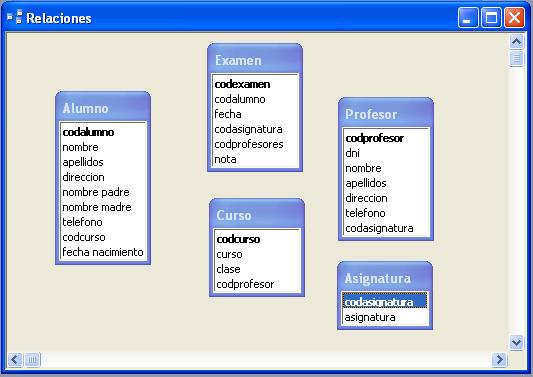 Relaciones
Alumno
codalumno
nombre
apellidos
direccion
nombre padre
nombre madre
telefono
codcurso
fecha nacimiento
Examen
codexamen
codalumno
fecha
codasignatura
codprofesores
nota
Curso
codcurso
curso
clase
codprofesor
Profesor
codprofesor
dni
nombre
apellidos
direccion
telefono
codasignatura
Asignatura
codasignatura
asignatura